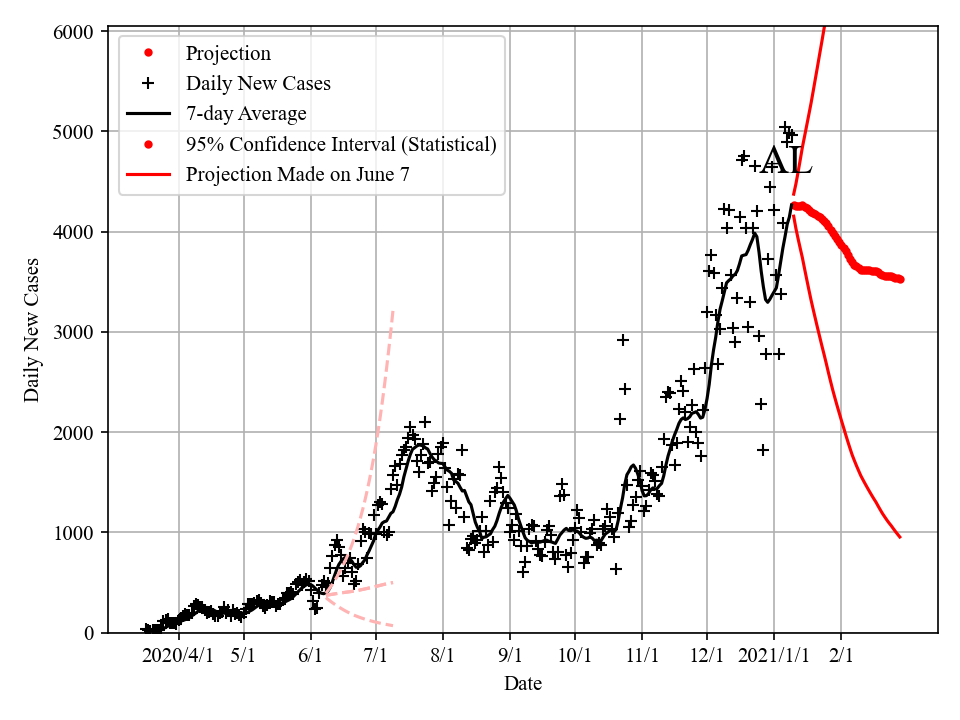 6000
5000
4000
3000
2000
1000
0
Daily New Cases
Projection
Daily New Cases
7-day Average
95% Confidence Interval (Statistical)
Projection Made on June 7
AL
2020/4/1 5/1 6/1 7/1 8/1 9/1 10/1 11/1 12/1 2021/1/1 2/1
Date